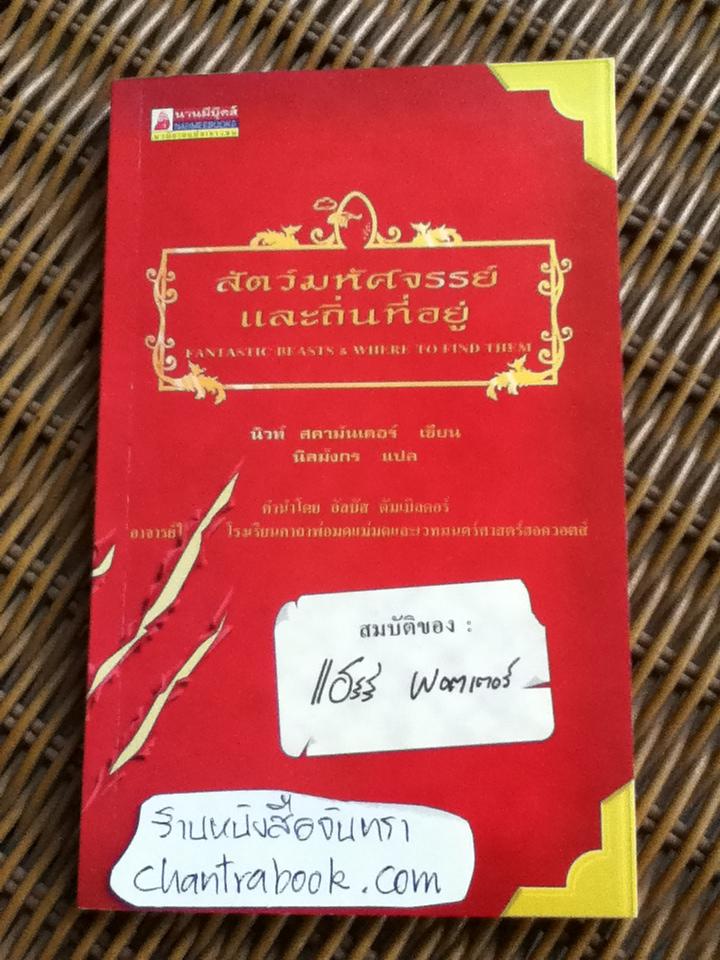 นานมีบุ๊คส์
NANMEEBOOKS
สัตว์มหัศจรรย์
และถิ่นที่อยู่
FANTASTIC BEASTS & WHERE TO FIND THEM
นิวท์ สคามันเดอร์ เขียน
นิลมังกร แปล
คำนำโดย อัลบัส ดัมเบิลดอร์
อาจารย์ใ โรงเรียนคาถาพ่อมดแม่มดและเวทมนตร์ศาสตร์ฮอกวอตส์
สมบัติของ :
แฮร์รี่ พอตเตอร์
ร้านหนังสือจันทรา
chantrabook.com